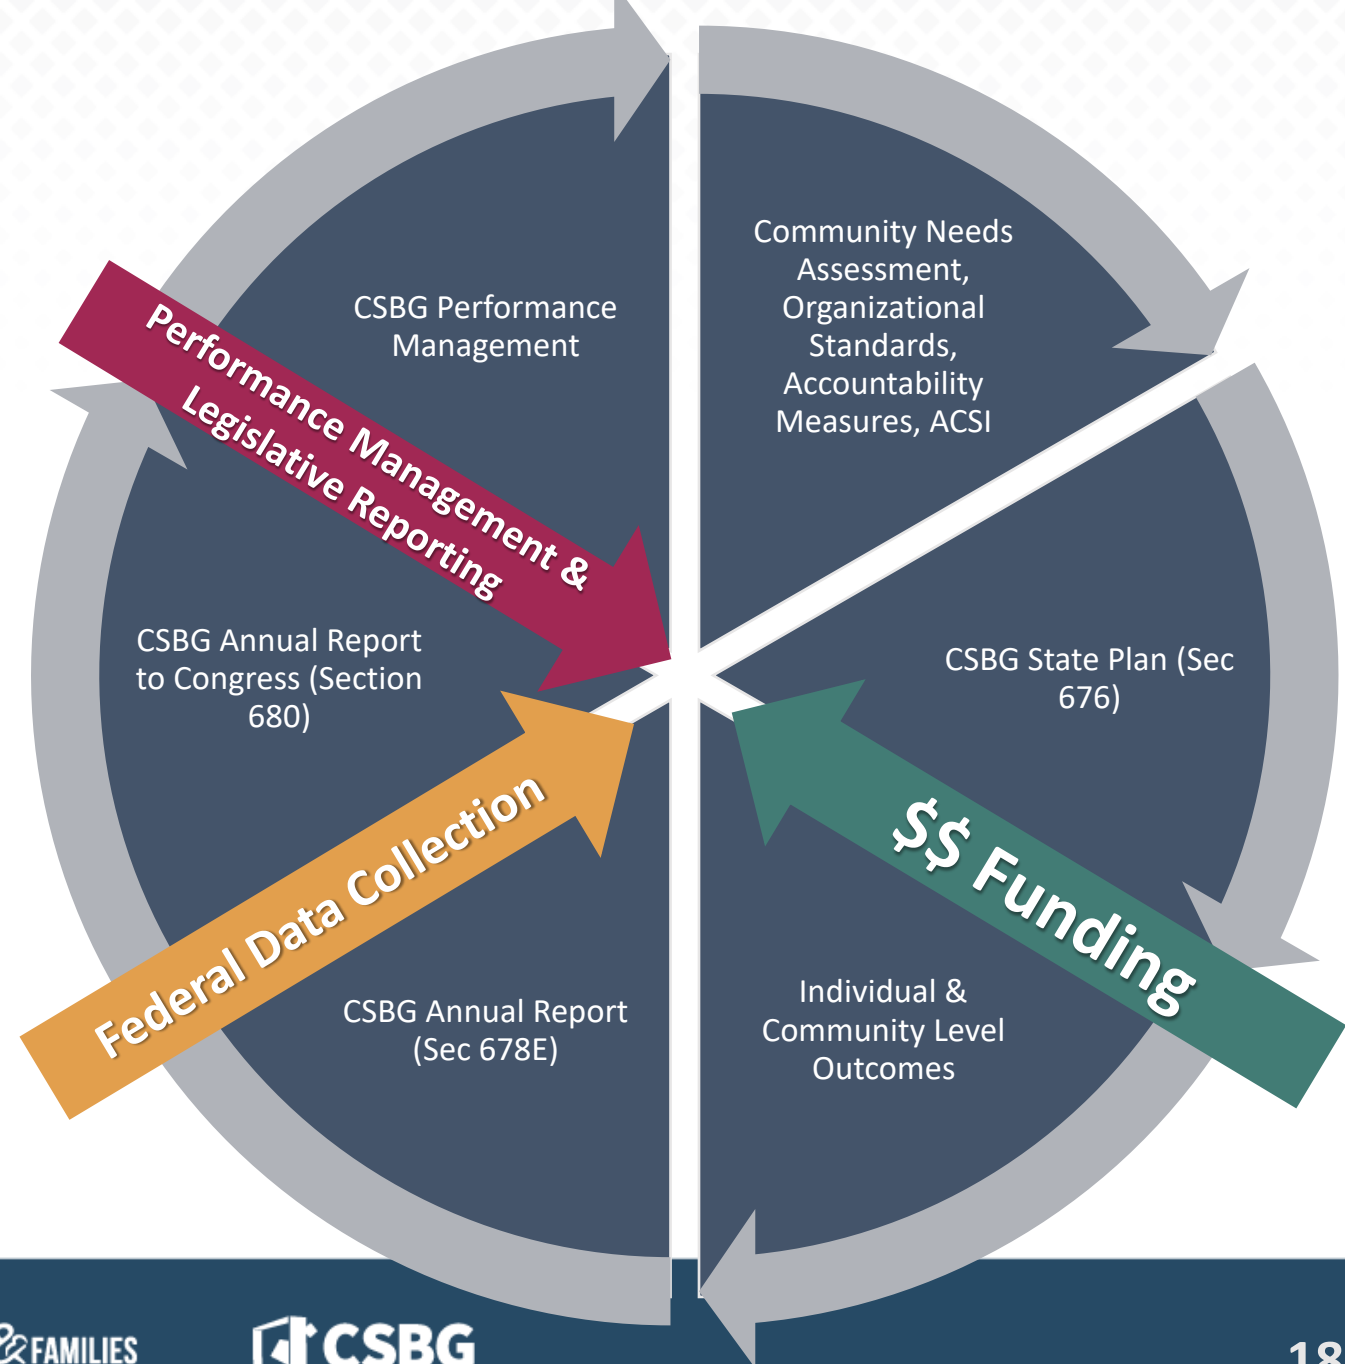 CSBG Performance
Management
Community Needs
Assessment,
Organizational
Standards,
Accountability
Measures, ACSI
Performance Management &
Legislative Reporting
CSBG Annual Report
to Congress (Section
680)
CSBG State Plan (Sec
676)
Federal Data Collection
$$ Funding
CSBG Annual Report
(Sec 678E)
Individual &
Community Level
Outcomes
& FAMILIES
CSBG
18